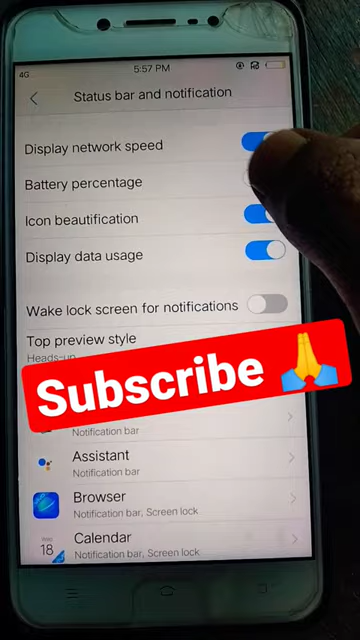 4G
5:57 PM
Status bar and notification
Display network speed
Battery percentage
Icon beautification
Display data usage
Wake lock screen for notifications
Top preview style
Heads-up
Subscribe 🙏
Notification bar
Assistant
Notification bar
Browser
Notification bar, Screen lock
Wed
18
Calendar
Notification bar, Screen lock